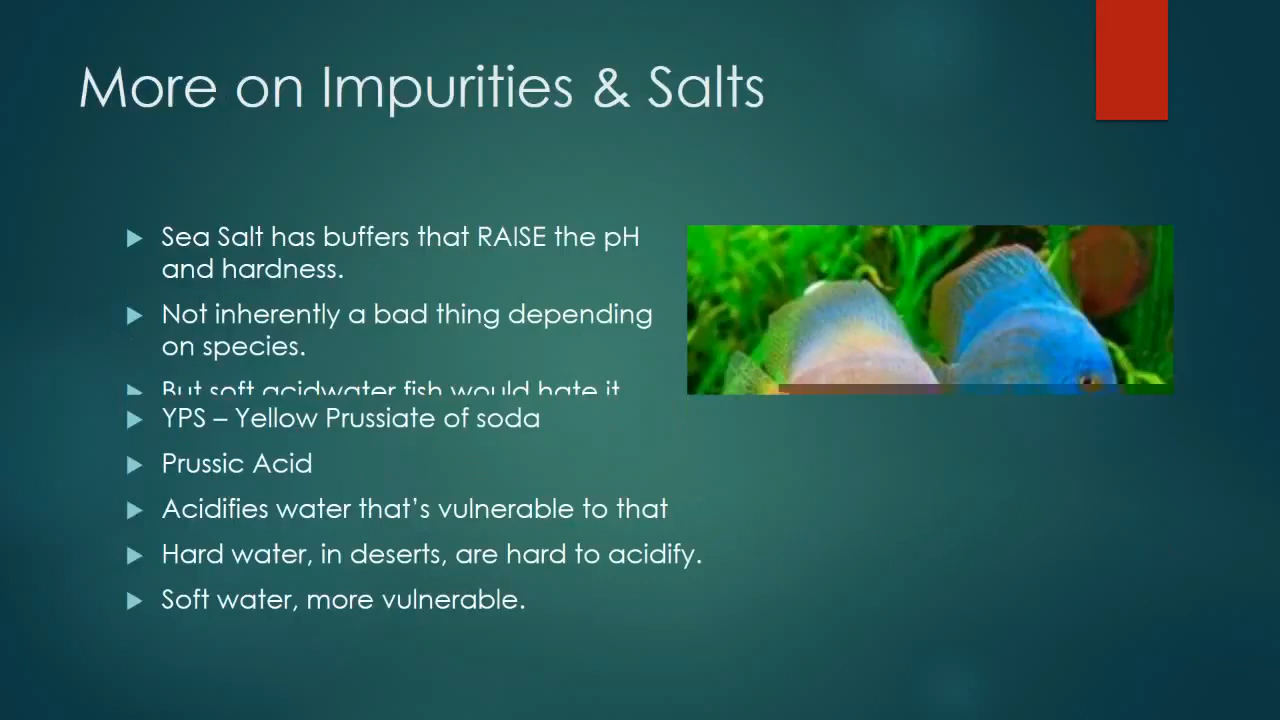 More on Impurities & Salts
Sea Salt has buffers that RAISE the pH
and hardness.
Not inherently a bad thing depending
on species.
But soft acidwater fish would hate it
YPS – Yellow Prussiate of soda
Prussic Acid
Acidifies water that’s vulnerable to that
Hard water, in deserts, are hard to acidify.
Soft water, more vulnerable.